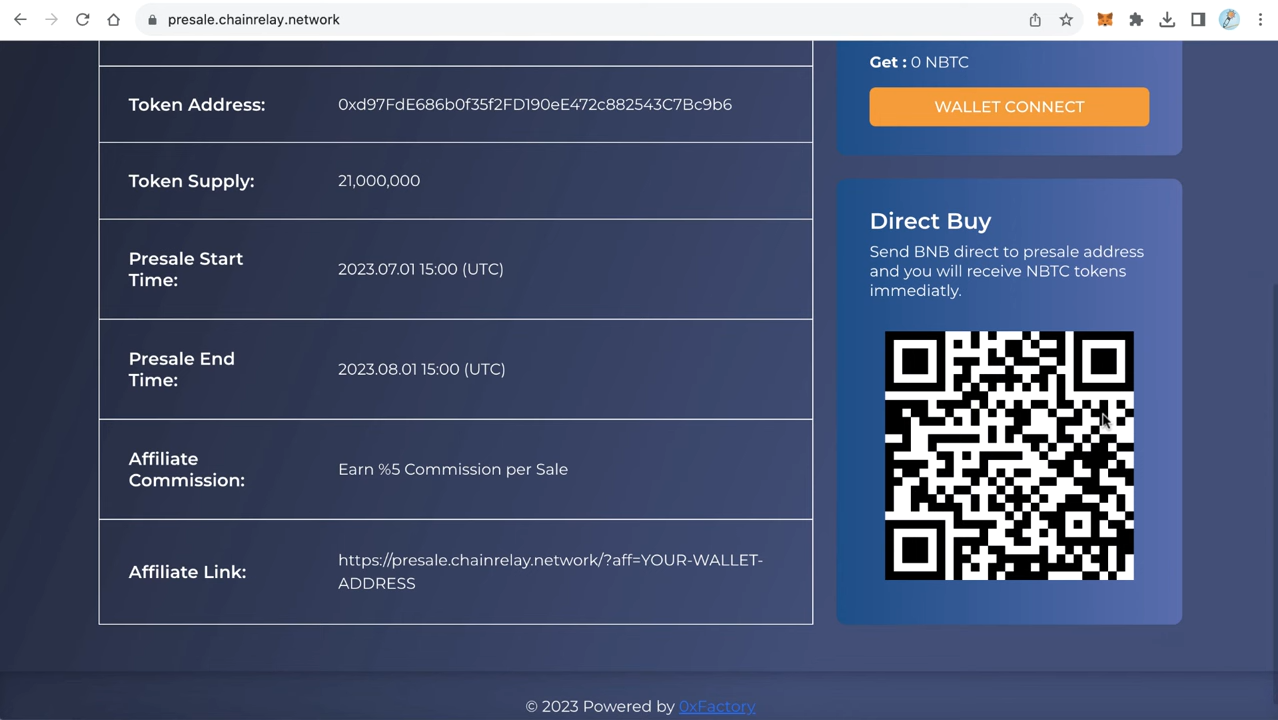 presale.chainrelay.network
Token Address:
0xd97FdE686b0f35f2FD190eE472c882543C7Bc9b6
Token Supply:
21,000,000
Presale Start
Time:
2023.07.01 15:00 (UTC)
Presale End
Time:
2023.08.01 15:00 (UTC)
Affiliate
Commission:
Earn %5 Commission per Sale
Affiliate Link:
https://presale.chainrelay.network/?aff=YOUR-WALLET-
ADDRESS
Get : 0 NBTC
WALLET CONNECT
Direct Buy
Send BNB direct to presale address
and you will receive NBTC tokens
immediatly.
© 2023 Powered by 0xFactory